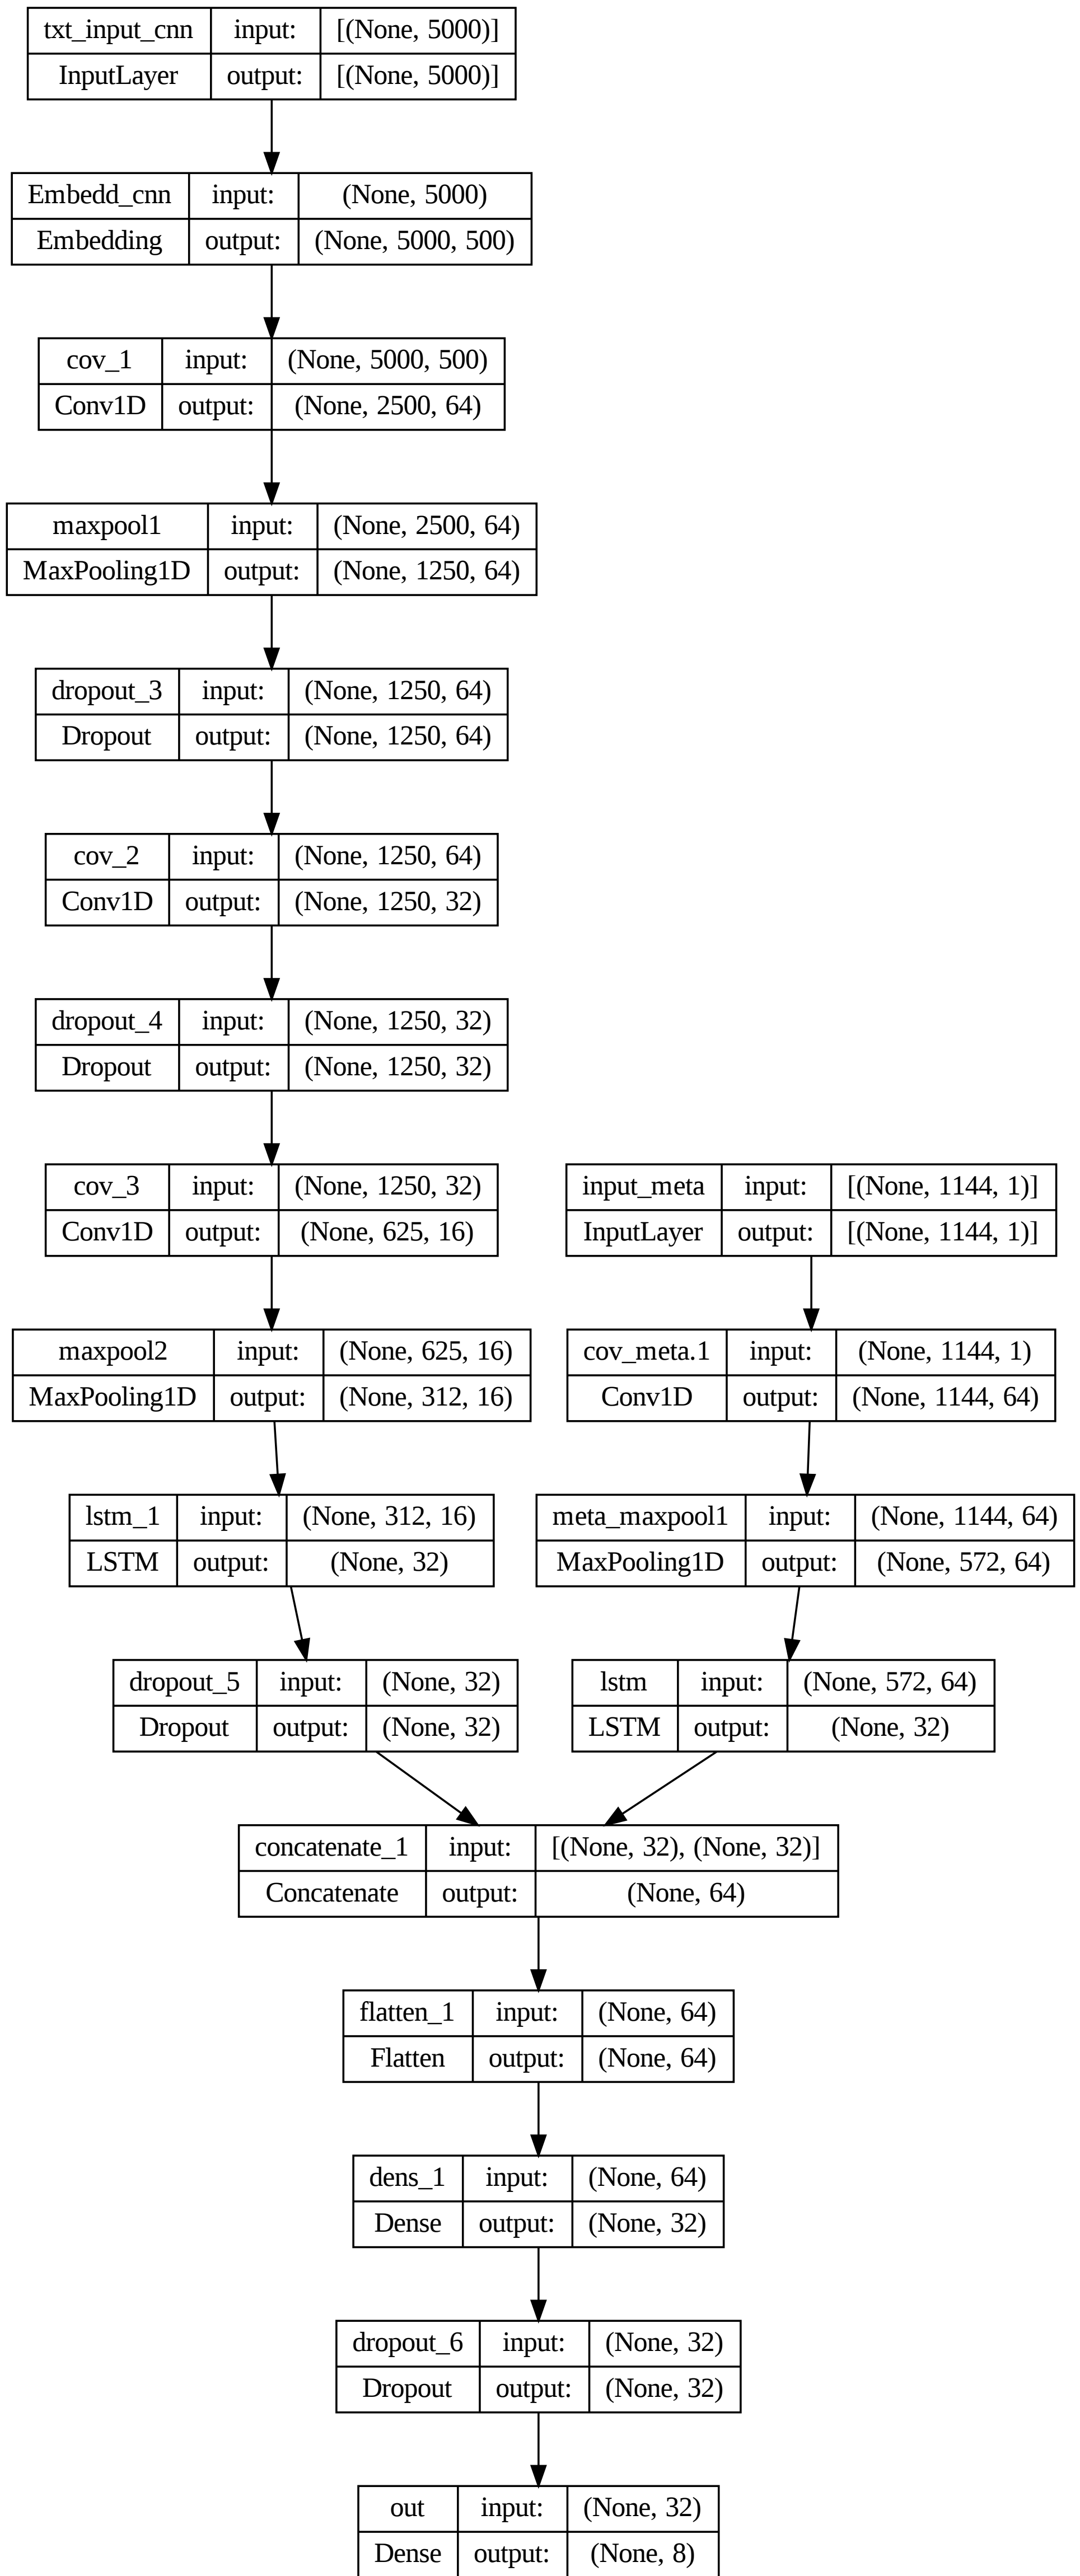 txt_input_cnn input: [(None, 5000)]
InputLayer output: [(None, 5000)]
Embedd_cnn input: (None, 5000)
Embedding output: (None, 5000, 500)
cov_1 input: (None, 5000, 500)
Conv1D output: (None, 2500, 64)
maxpool1 input: (None, 2500, 64)
MaxPooling1D output: (None, 1250, 64)
dropout_3 input: (None, 1250, 64)
Dropout output: (None, 1250, 64)
cov_2 input: (None, 1250, 64)
Conv1D output: (None, 1250, 32)
dropout_4 input: (None, 1250, 32)
Dropout output: (None, 1250, 32)
cov_3 input: (None, 1250, 32)
Conv1D output: (None, 625, 16)
input_meta input: [(None, 1144, 1)]
InputLayer output: [(None, 1144, 1)]
maxpool2 input: (None, 625, 16)
MaxPooling1D output: (None, 312, 16)
cov_meta.1 input: (None, 1144, 1)
Conv1D output: (None, 1144, 64)
lstm_1 input: (None, 312, 16)
LSTM output: (None, 32)
meta_maxpool1 input: (None, 1144, 64)
MaxPooling1D output: (None, 572, 64)
dropout_5 input: (None, 32)
Dropout output: (None, 32)
lstm input: (None, 572, 64)
LSTM output: (None, 32)
concatenate_1 input: [(None, 32), (None, 32)]
Concatenate output: (None, 64)
flatten_1 input: (None, 64)
Flatten output: (None, 64)
dens_1 input: (None, 64)
Dense output: (None, 32)
dropout_6 input: (None, 32)
Dropout output: (None, 32)
out input: (None, 32)
Dense output: (None, 8)